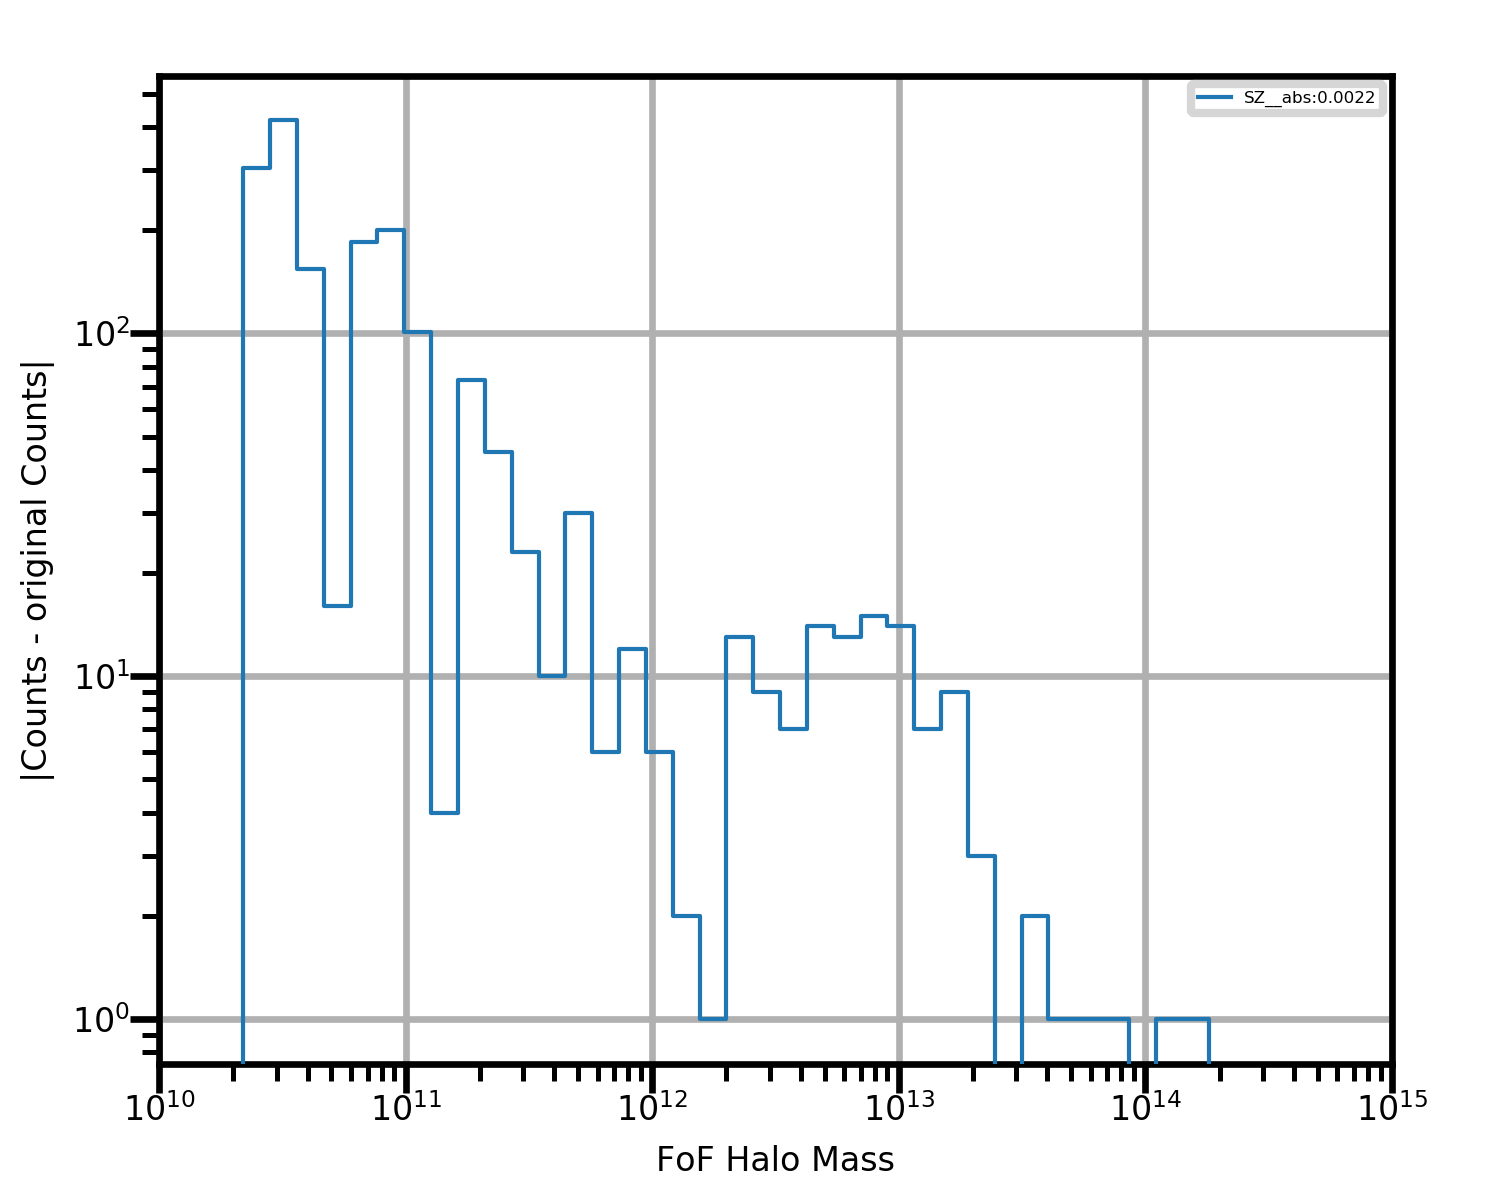 SZ__abs:0.0022
|Counts - original Counts|
10²
10¹
10⁰
10¹⁰ 10¹¹ 10¹² 10¹³ 10¹⁴ 10¹⁵
FoF Halo Mass